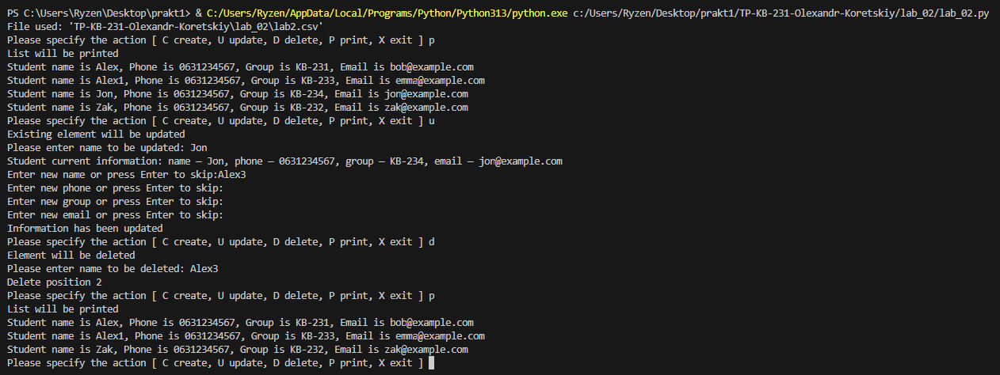 PS C:\Users\Ryzen\Desktop\prakt1> & C:/Users/Ryzen/AppData/Local/Programs/Python/Python313/python.exe c:/Users/Ryzen/Desktop/prakt1/TP-KB-231-Olexandr-Koretskiy/lab_02/lab_02.py
File used: 'TP-KB-231-Olexandr-Koretskiy\lab_02\lab2.csv'
Please specify the action [ C create, U update, D delete, P print, X exit ] p
List will be printed
Student name is Alex, Phone is 0631234567, Group is KB-231, Email is bob@example.com
Student name is Alex1, Phone is 0631234567, Group is KB-233, Email is emma@example.com
Student name is Jon, Phone is 0631234567, Group is KB-234, Email is jon@example.com
Student name is Zak, Phone is 0631234567, Group is KB-232, Email is zak@example.com
Please specify the action [ C create, U update, D delete, P print, X exit ] u
Existing element will be updated
Please enter name to be updated: Jon
Student current information: name – Jon, phone – 0631234567, group – KB-234, email – jon@example.com
Enter new name or press Enter to skip:Alex3
Enter new phone or press Enter to skip:
Enter new group or press Enter to skip:
Enter new email or press Enter to skip:
Information has been updated
Please specify the action [ C create, U update, D delete, P print, X exit ] d
Element will be deleted
Please enter name to be deleted: Alex3
Delete position 2
Please specify the action [ C create, U update, D delete, P print, X exit ] p
List will be printed
Student name is Alex, Phone is 0631234567, Group is KB-231, Email is bob@example.com
Student name is Alex1, Phone is 0631234567, Group is KB-233, Email is emma@example.com
Student name is Zak, Phone is 0631234567, Group is KB-232, Email is zak@example.com
Please specify the action [ C create, U update, D delete, P print, X exit ]